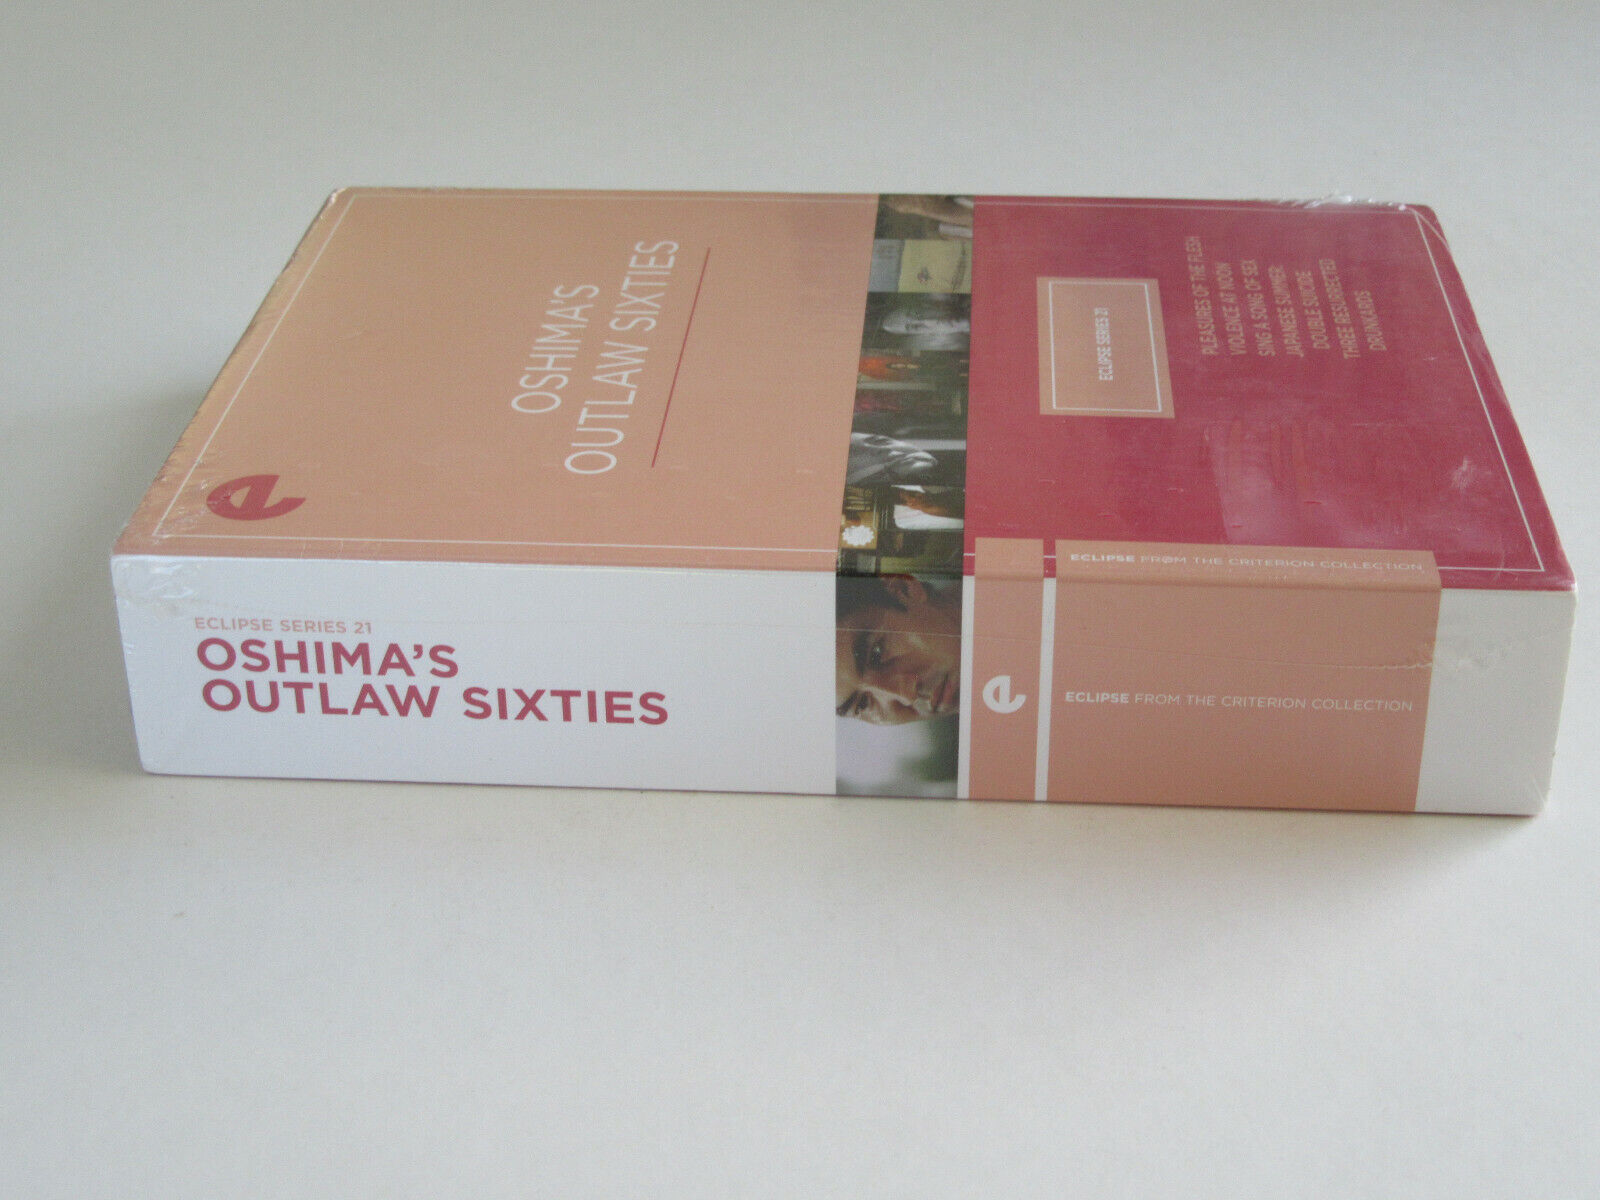 OSHIMA'S
OUTLAW SIXTIES
e
ECLIPSE SERIES 21
PLEASURES OF THE FLESH
VIOLENCE AT NOON
SING A SONG OF SEX
JAPANESE SUMMER:
DOUBLE SUICIDE
THREE RESURRECTED
DRUNKARDS
ECLIPSE FROM THE CRITERION COLLECTION
ECLIPSE SERIES 21
OSHIMA'S
OUTLAW SIXTIES
e
ECLIPSE FROM THE CRITERION COLLECTION